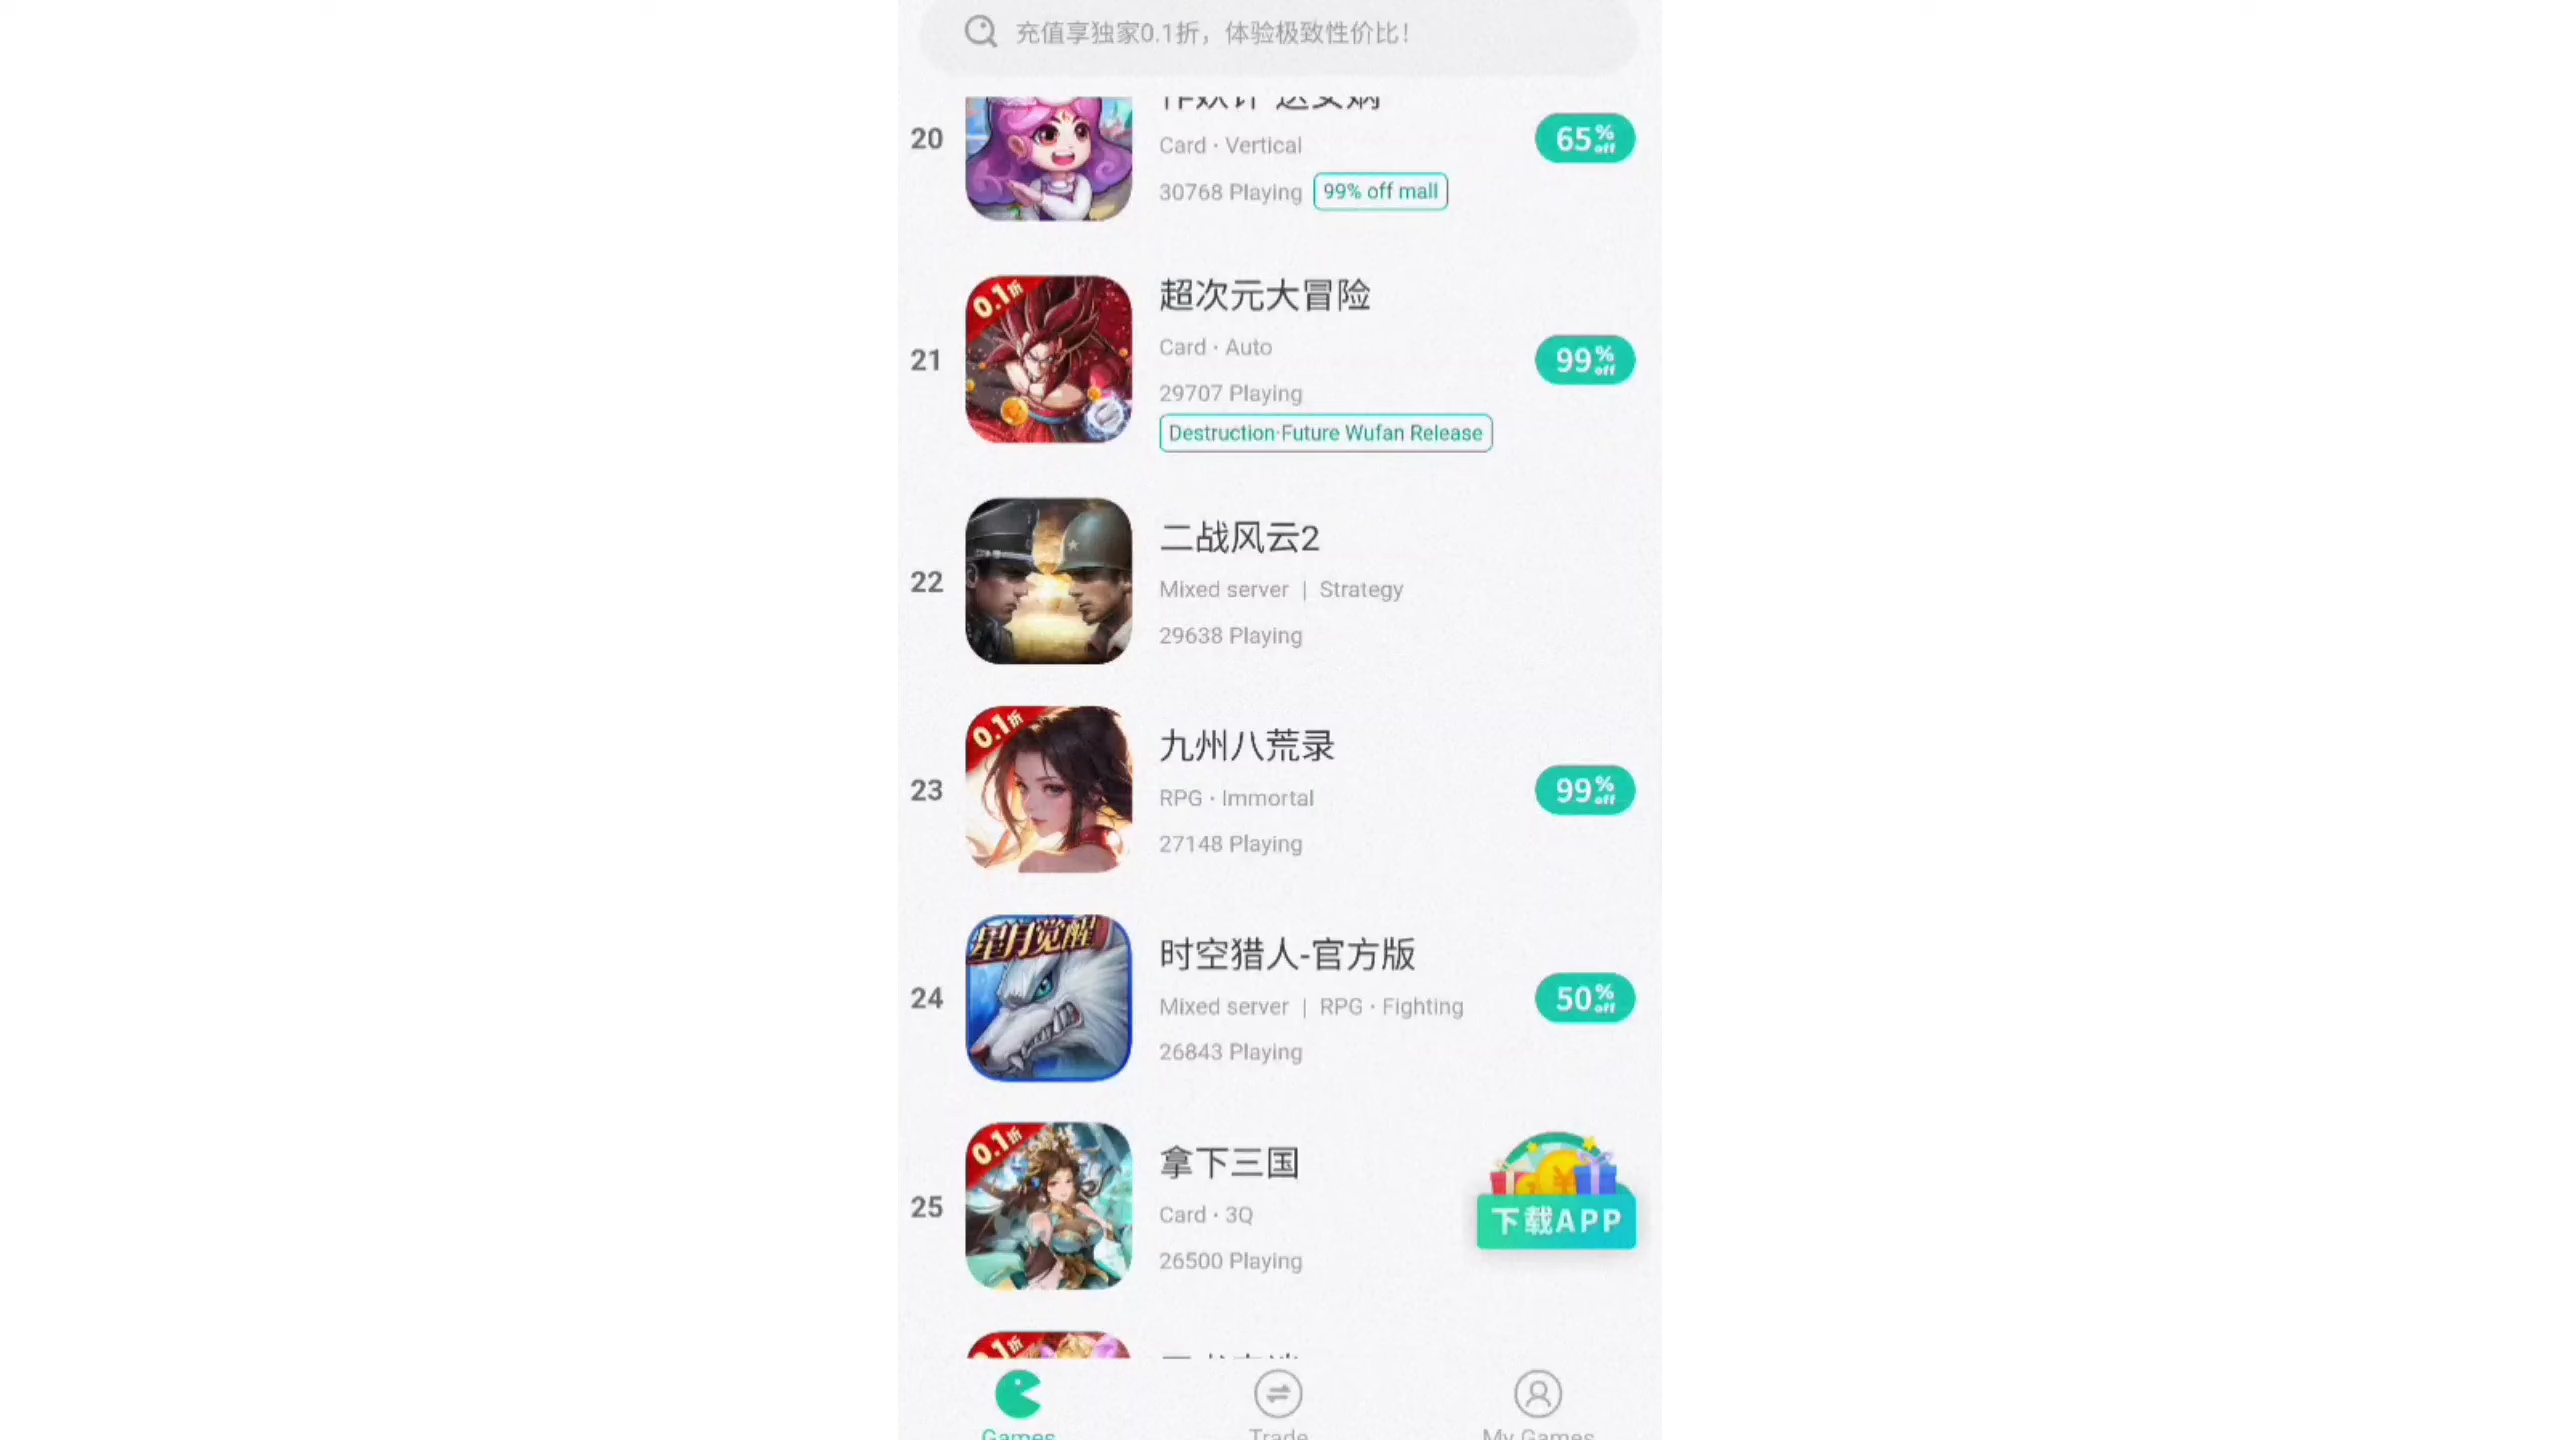 充值享独家0.1折，体验极致性价比！
20
Card · Vertical
30768 Playing
99% off mall
65% off
21
0.1折
超次元大冒险
Card · Auto
29707 Playing
Destruction·Future Wufan Release
99% off
22
二战风云2
Mixed server | Strategy
29638 Playing
23
0.1折
九州八荒录
RPG · Immortal
27148 Playing
99% off
24
星月觉醒
时空猎人-官方版
Mixed server | RPG · Fighting
26843 Playing
50% off
25
0.1折
拿下三国
Card · 3Q
26500 Playing
下载APP
0.1折
Games
Trade
My Games